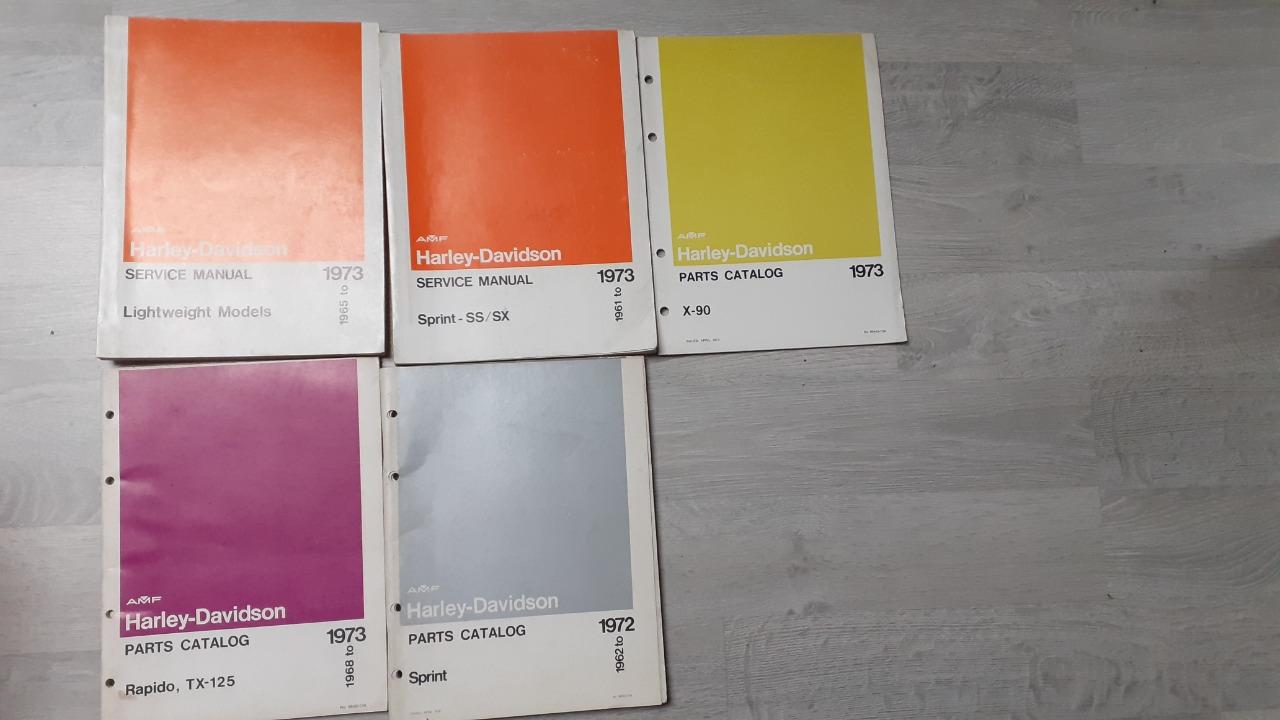 AMF
Harley-Davidson
SERVICE MANUAL 1973
1965 to
Lightweight Models
AMF
Harley-Davidson
SERVICE MANUAL 1973
1961 to
Sprint - SS/SX
AMF
Harley-Davidson
PARTS CATALOG 1973
X-90
AMF
Harley-Davidson
PARTS CATALOG 1973
1968 to
Rapido, TX-125
AMF
Harley-Davidson
PARTS CATALOG 1972
1962 to
Sprint